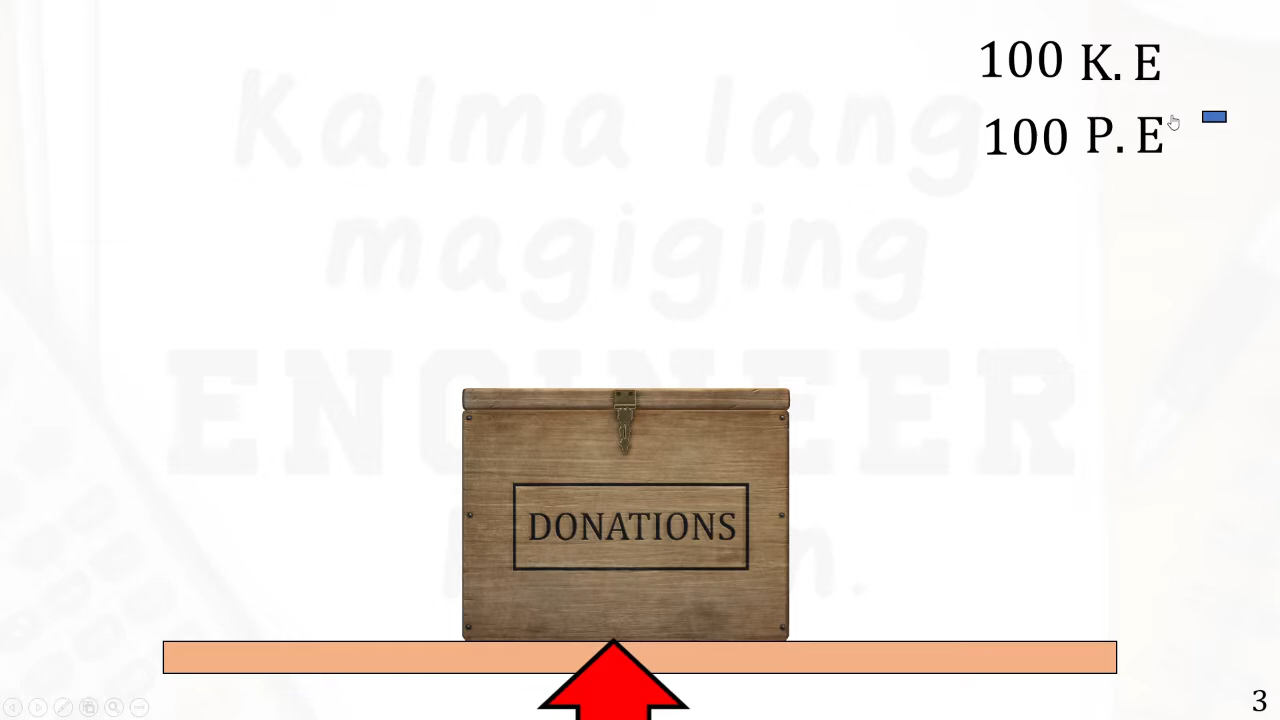 100 K. E
100 P. E
Kalma lang
magiging
ENGINEER
DONATIONS
3